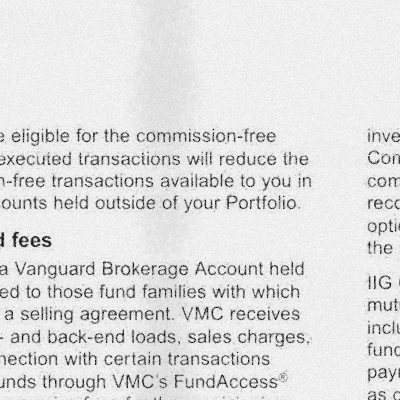 e eligible for the commission-free
executed transactions will reduce the
n-free transactions available to you in
ounts held outside of your Portfolio.
d fees
a Vanguard Brokerage Account held
ed to those fund families with which
a selling agreement. VMC receives
- and back-end loads, sales charges,
nection with certain transactions
unds through VMC's FundAccess®
inve
Con
com
reco
opti
the
IIG
mutu
inclu
fund
payr
as c